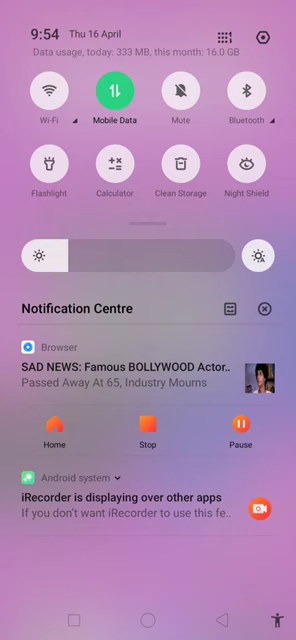 9:54 Thu 16 April
Data usage, today: 333 MB, this month: 16.0 GB
Wi-Fi Mobile Data Mute Bluetooth
Flashlight Calculator Clean Storage Night Shield
Notification Centre
Browser
SAD NEWS: Famous BOLLYWOOD Actor..
Passed Away At 65, Industry Mourns
Home Stop Pause
Android system
iRecorder is displaying over other apps
If you don't want iRecorder to use this fe..